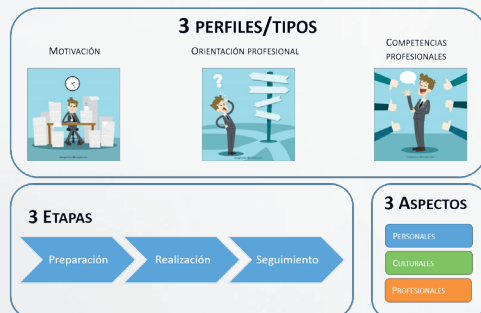 3 PERFILES/TIPOS
MOTIVACIÓN
ORIENTACIÓN PROFESIONAL
COMPETENCIAS
PROFESIONALES
?
3 ETAPAS
Preparación
Realización
Seguimiento
3 ASPECTOS
PERSONALES
CULTURALES
PROFESIONALES